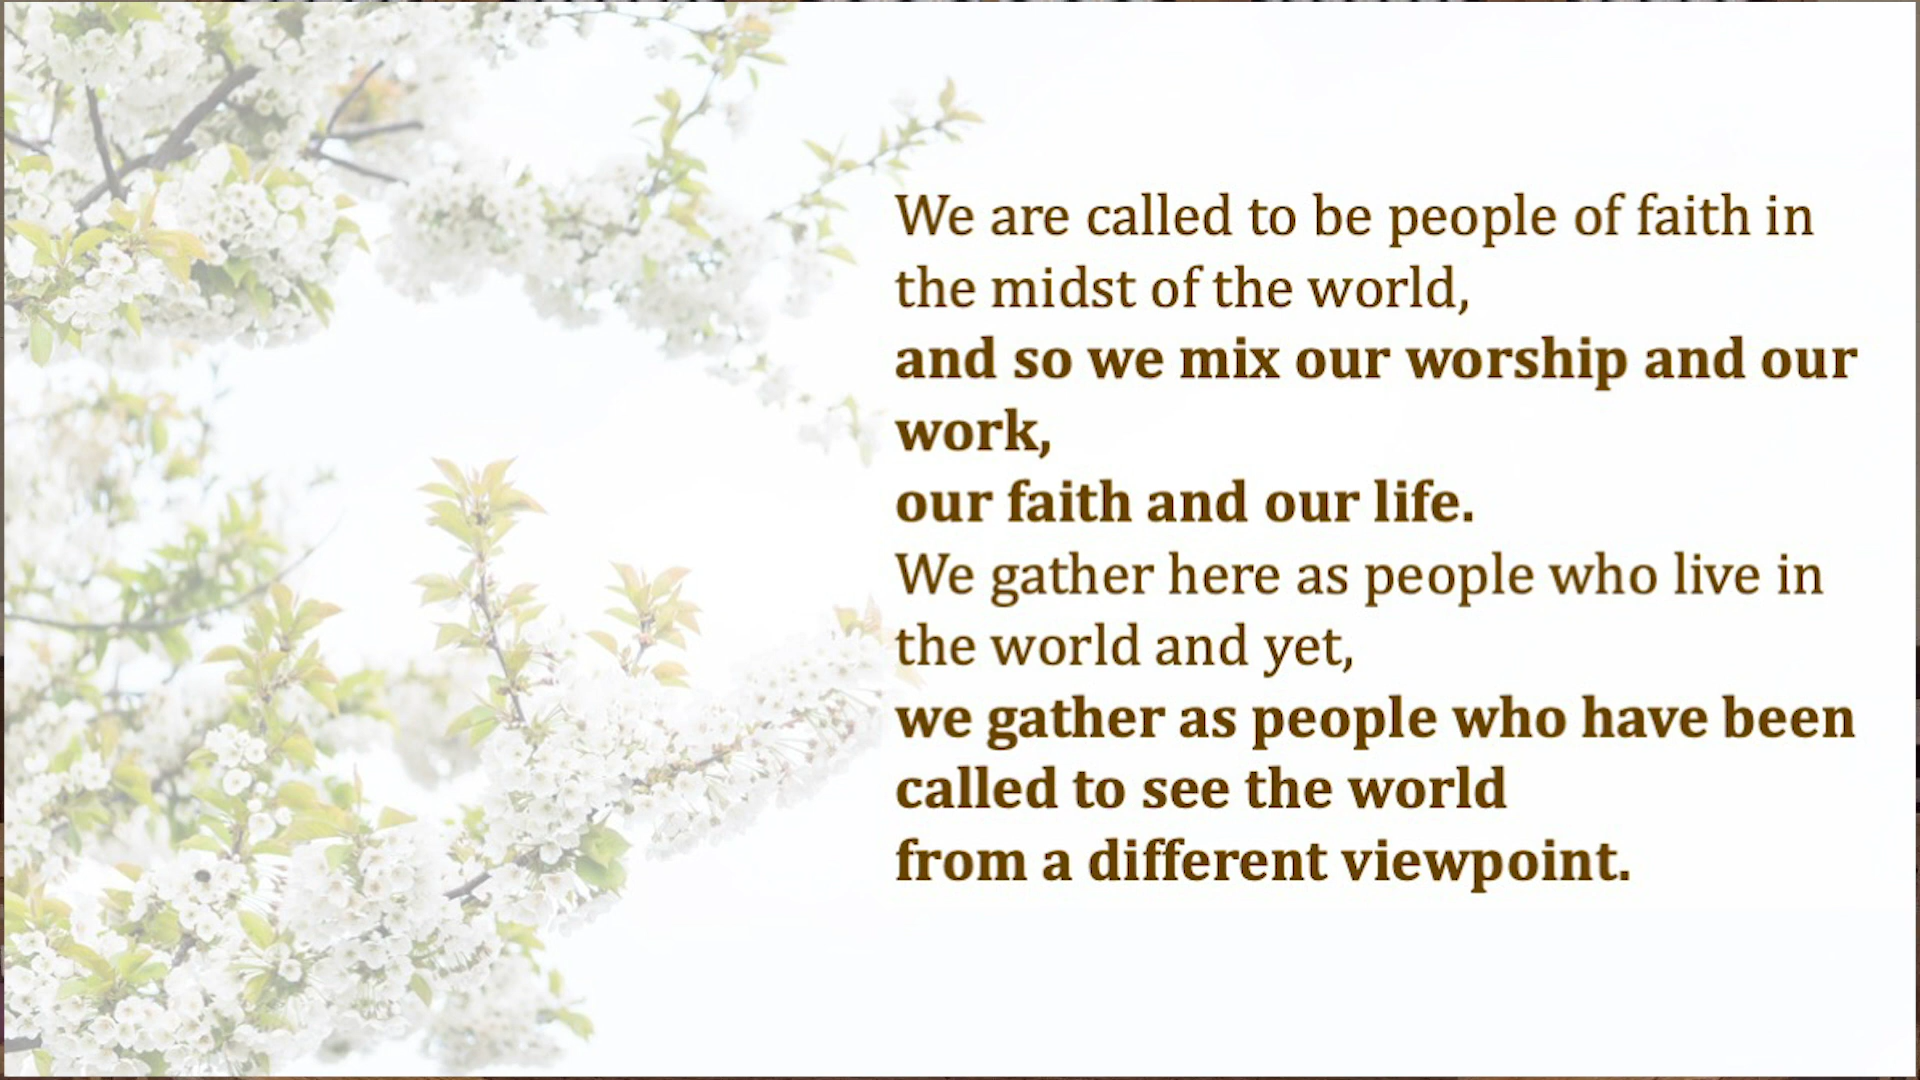 We are called to be people of faith in
the midst of the world,
and so we mix our worship and our
work,
our faith and our life.
We gather here as people who live in
the world and yet,
we gather as people who have been
called to see the world
from a different viewpoint.